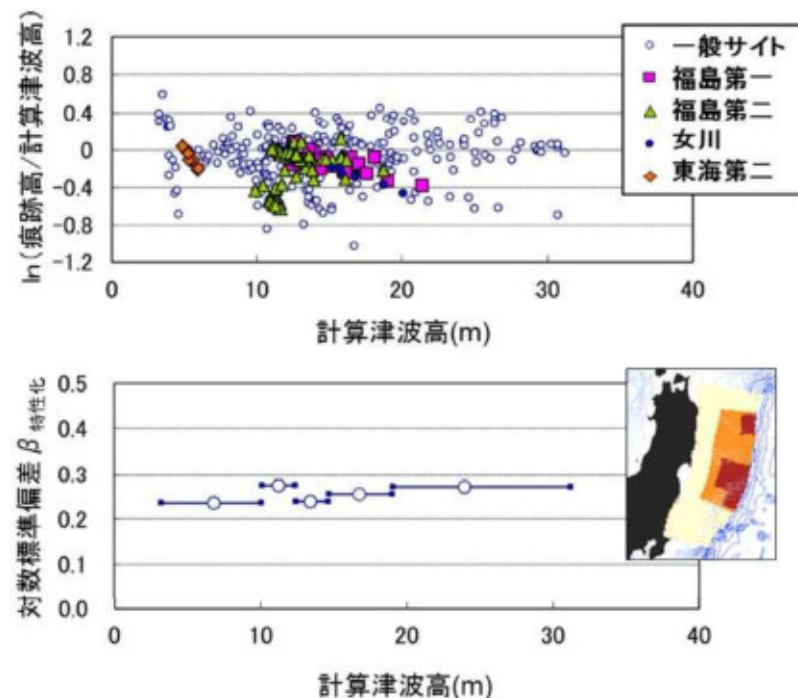 ln(痕跡高/計算津波高)
1.2
0.8
0.4
0
-0.4
-0.8
-1.2
0 10 20 30 40
計算津波高(m)
一般サイト
福島第一
福島第二
女川
東海第二
対数標準偏差 β特性化
0.5
0.4
0.3
0.2
0.1
0.0
0 10 20 30 40
計算津波高(m)